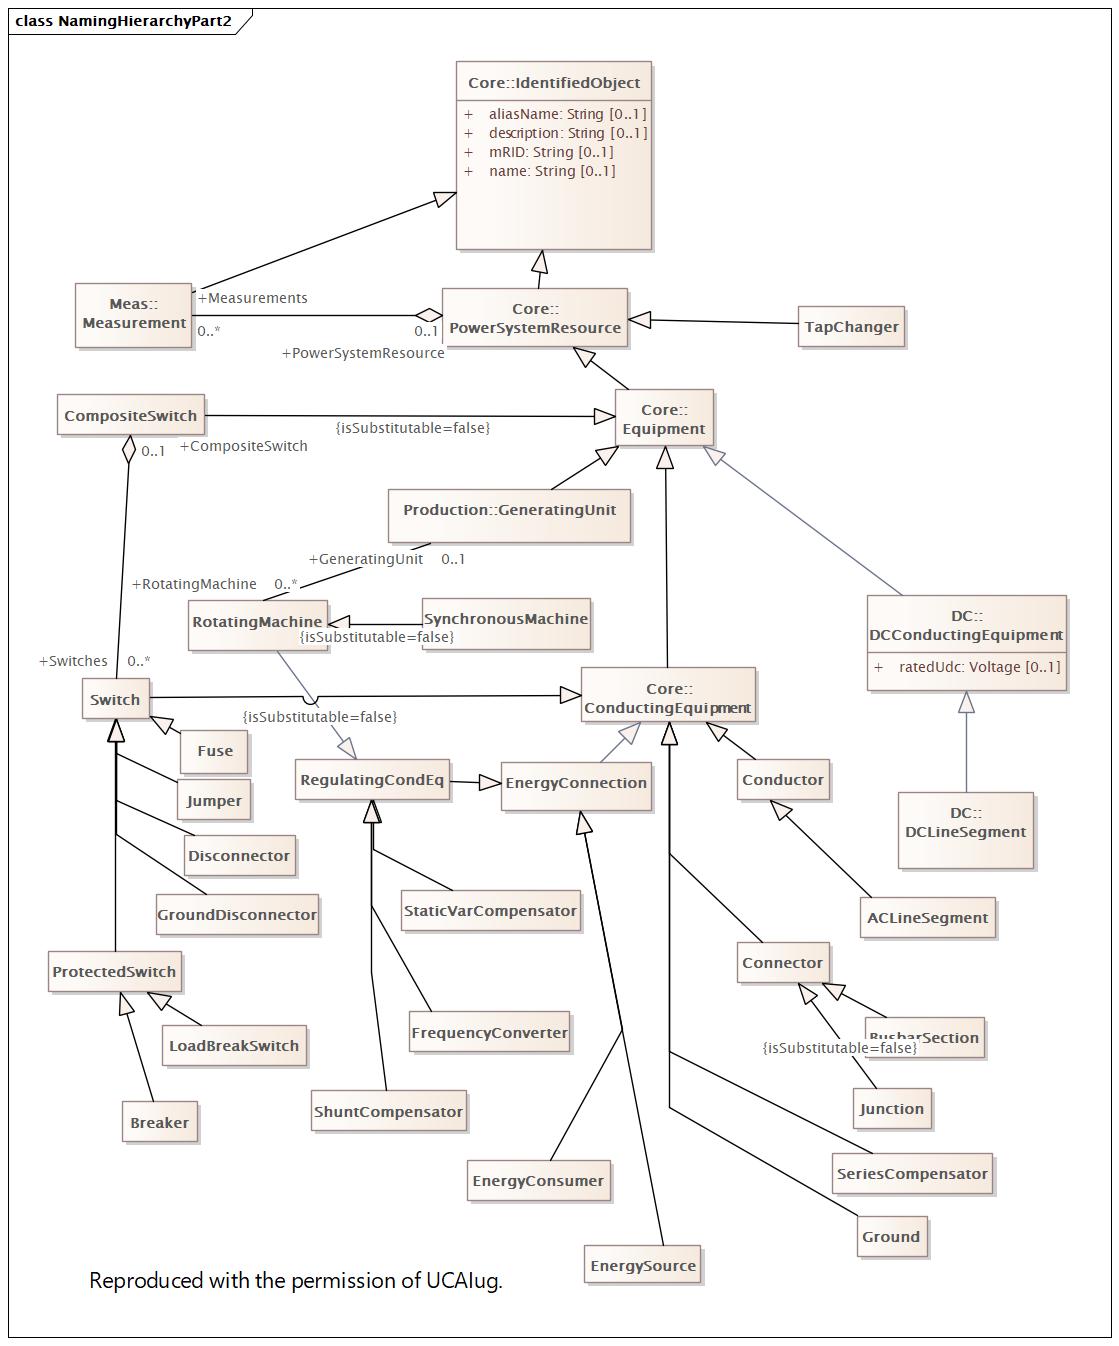 class NamingHierarchyPart2
Core::IdentifiedObject
+ aliasName: String [0..1]
+ description: String [0..1]
+ mRID: String [0..1]
+ name: String [0..1]
Meas::
Measurement
+Measurements
0..*
0..1
+PowerSystemResource
Core::
PowerSystemResource
TapChanger
CompositeSwitch
{isSubstitutable=false}
Core::
Equipment
0..1
+CompositeSwitch
Production::GeneratingUnit
+GeneratingUnit 0..1
+RotatingMachine 0..*
RotatingMachine
SynchronousMachine
{isSubstitutable=false}
DC::
DCConductingEquipment
+ ratedUdc: Voltage [0..1]
+Switches 0..*
Switch
Core::
ConductingEquipment
{isSubstitutable=false}
Fuse
RegulatingCondEq
EnergyConnection
Conductor
Jumper
DC::
DCLineSegment
Disconnector
GroundDisconnector
StaticVarCompensator
ACLineSegment
ProtectedSwitch
Connector
LoadBreakSwitch
FrequencyConverter
BusbarSection
{isSubstitutable=false}
Breaker
ShuntCompensator
Junction
EnergyConsumer
SeriesCompensator
Ground
EnergySource
Reproduced with the permission of UCAIug.